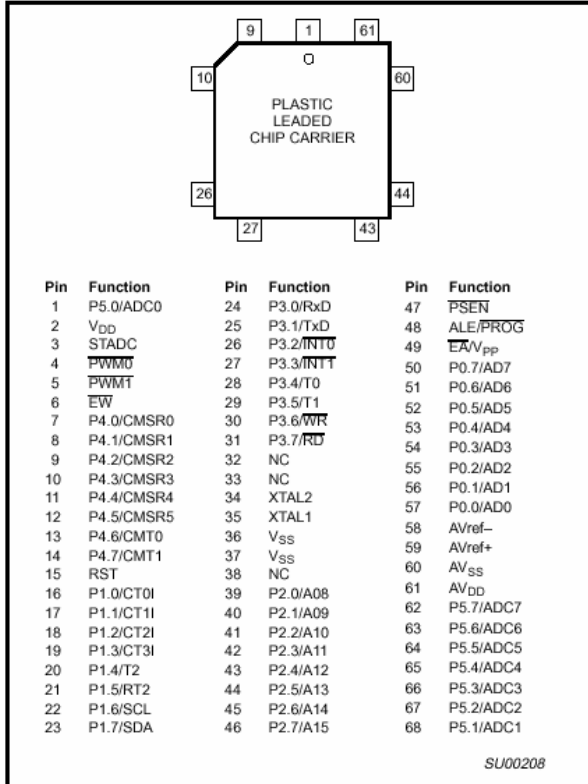 9 1 61
10 60
PLASTIC
LEADED
CHIP CARRIER
26 44
27 43
Pin Function
1 P5.0/ADC0
2 VDD
3 STADC
4 PWM0
5 PWM1
6 EW
7 P4.0/CMSR0
8 P4.1/CMSR1
9 P4.2/CMSR2
10 P4.3/CMSR3
11 P4.4/CMSR4
12 P4.5/CMSR5
13 P4.6/CMT0
14 P4.7/CMT1
15 RST
16 P1.0/CT0I
17 P1.1/CT1I
18 P1.2/CT2I
19 P1.3/CT3I
20 P1.4/T2
21 P1.5/RT2
22 P1.6/SCL
23 P1.7/SDA
Pin Function
24 P3.0/RxD
25 P3.1/TxD
26 P3.2/INT0
27 P3.3/INT1
28 P3.4/T0
29 P3.5/T1
30 P3.6/WR
31 P3.7/RD
32 NC
33 NC
34 XTAL2
35 XTAL1
36 VSS
37 VSS
38 NC
39 P2.0/A08
40 P2.1/A09
41 P2.2/A10
42 P2.3/A11
43 P2.4/A12
44 P2.5/A13
45 P2.6/A14
46 P2.7/A15
Pin Function
47 PSEN
48 ALE/PROG
49 EA/VPP
50 P0.7/AD7
51 P0.6/AD6
52 P0.5/AD5
53 P0.4/AD4
54 P0.3/AD3
55 P0.2/AD2
56 P0.1/AD1
57 P0.0/AD0
58 AVref–
59 AVref+
60 AVSS
61 AVDD
62 P5.7/ADC7
63 P5.6/ADC6
64 P5.5/ADC5
65 P5.4/ADC4
66 P5.3/ADC3
67 P5.2/ADC2
68 P5.1/ADC1
SU00208